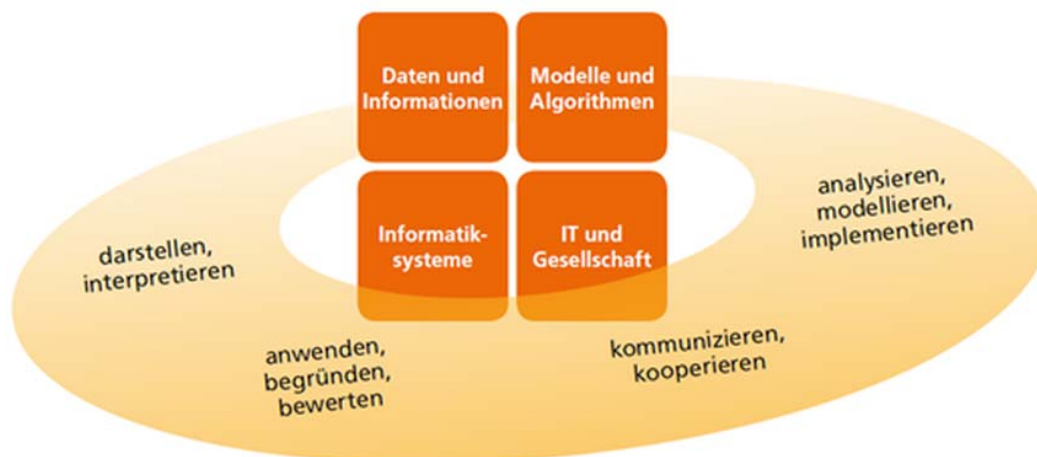 Daten und
Informationen
Modelle und
Algorithmen
Informatik-
systeme
IT und
Gesellschaft
darstellen,
interpretieren
anwenden,
begründen,
bewerten
kommunizieren,
kooperieren
analysieren,
modellieren,
implementieren